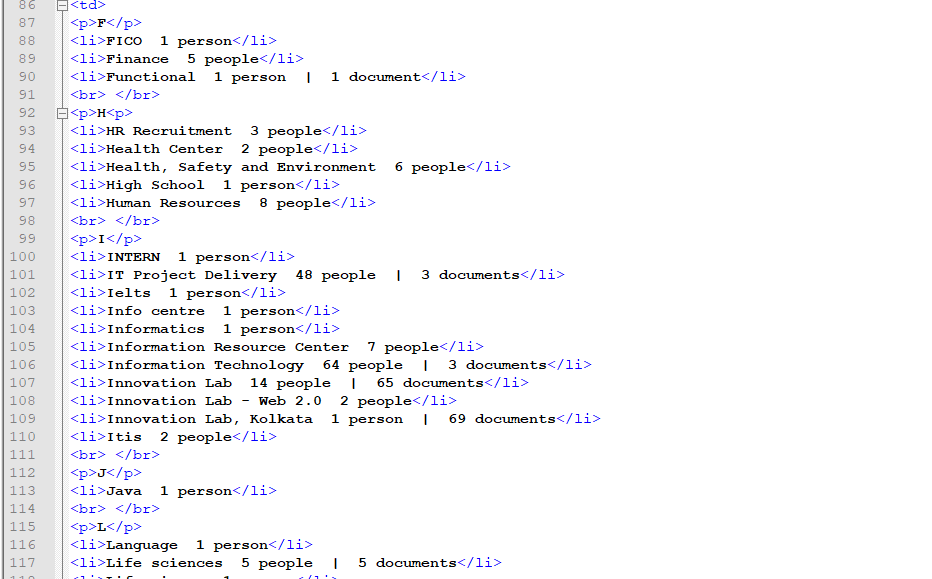 86 <td>
87 <p>F</p>
88 <li>FICO  1 person</li>
89 <li>Finance  5 people</li>
90 <li>Functional  1 person  |  1 document</li>
91 <br> </br>
92 <p>H<p>
93 <li>HR Recruitment  3 people</li>
94 <li>Health Center  2 people</li>
95 <li>Health, Safety and Environment  6 people</li>
96 <li>High School  1 person</li>
97 <li>Human Resources  8 people</li>
98 <br> </br>
99 <p>I</p>
100 <li>INTERN  1 person</li>
101 <li>IT Project Delivery  48 people  |  3 documents</li>
102 <li>Ielts  1 person</li>
103 <li>Info centre  1 person</li>
104 <li>Informatics  1 person</li>
105 <li>Information Resource Center  7 people</li>
106 <li>Information Technology  64 people  |  3 documents</li>
107 <li>Innovation Lab  14 people  |  65 documents</li>
108 <li>Innovation Lab - Web 2.0  2 people</li>
109 <li>Innovation Lab, Kolkata  1 person  |  69 documents</li>
110 <li>Itis  2 people</li>
111 <br> </br>
112 <p>J</p>
113 <li>Java  1 person</li>
114 <br> </br>
115 <p>L</p>
116 <li>Language  1 person</li>
117 <li>Life sciences  5 people  |  5 documents</li>